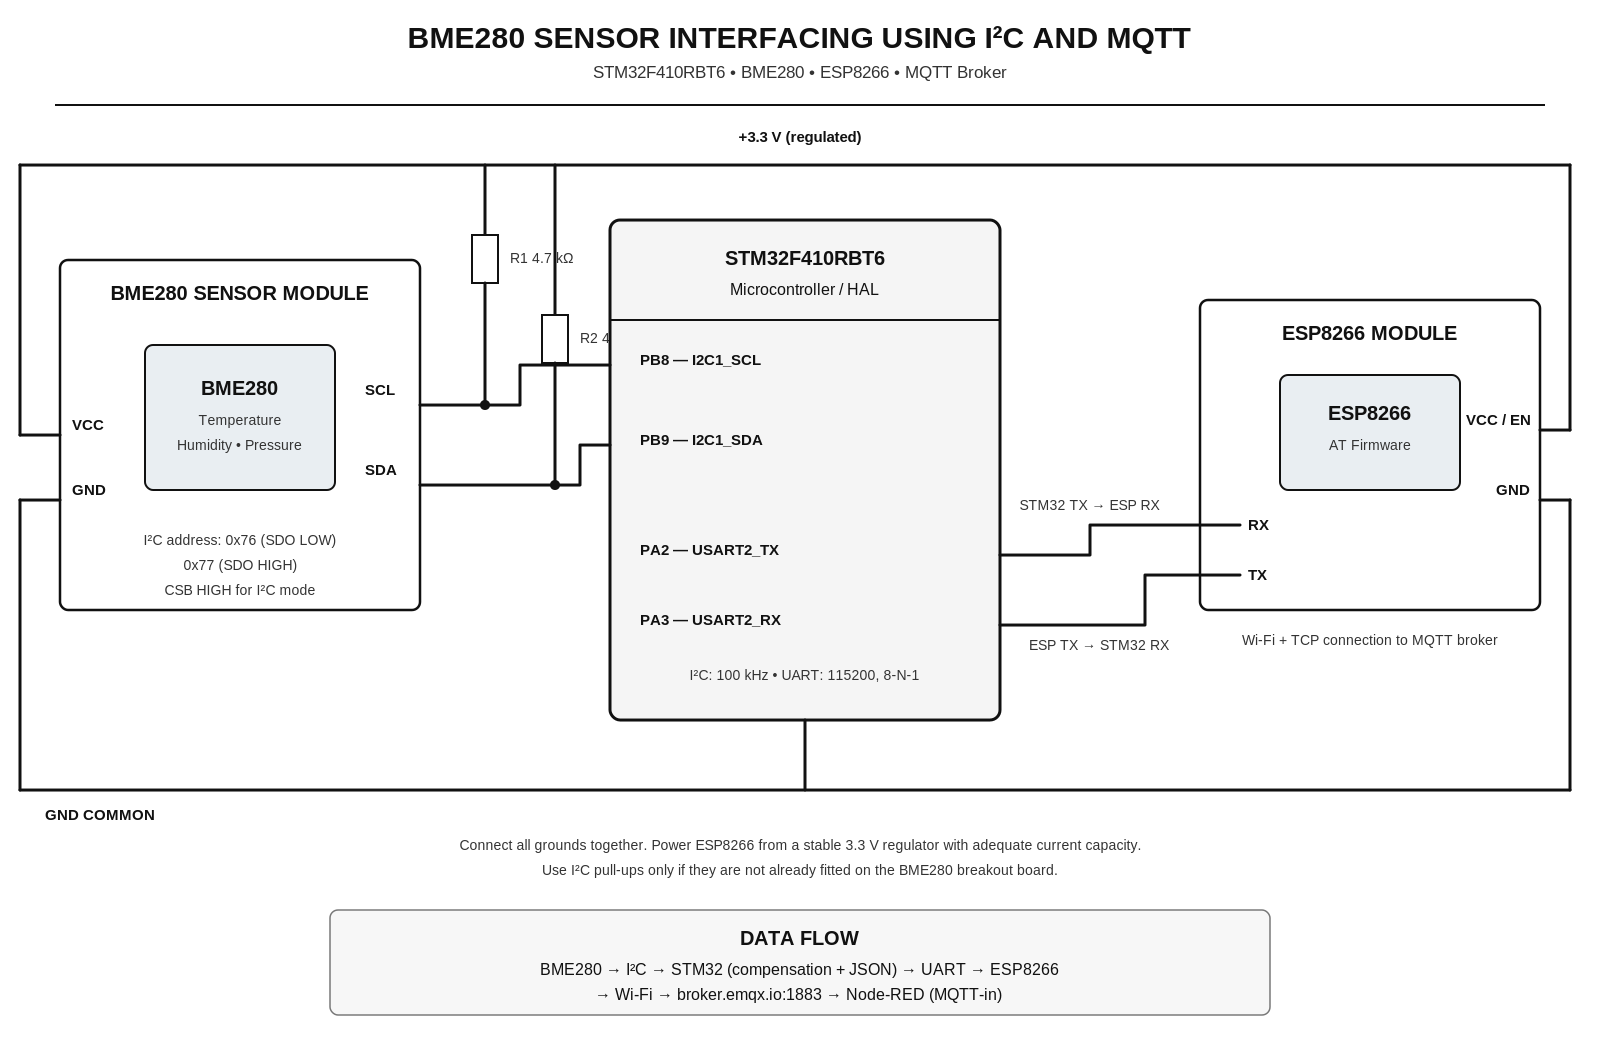 BME280 SENSOR INTERFACING USING I²C AND MQTT
STM32F410RBT6 • BME280 • ESP8266 • MQTT Broker
+3.3 V (regulated)
BME280 SENSOR MODULE
BME280
Temperature
Humidity • Pressure
VCC
GND
SCL
SDA
I²C address: 0x76 (SDO LOW)
0x77 (SDO HIGH)
CSB HIGH for I²C mode
R1 4.7 kΩ
R2 4
STM32F410RBT6
Microcontroller / HAL
PB8 — I2C1_SCL
PB9 — I2C1_SDA
PA2 — USART2_TX
PA3 — USART2_RX
I²C: 100 kHz • UART: 115200, 8-N-1
STM32 TX → ESP RX
ESP TX → STM32 RX
ESP8266 MODULE
ESP8266
AT Firmware
VCC / EN
GND
RX
TX
Wi-Fi + TCP connection to MQTT broker
GND COMMON
Connect all grounds together. Power ESP8266 from a stable 3.3 V regulator with adequate current capacity.
Use I²C pull-ups only if they are not already fitted on the BME280 breakout board.
DATA FLOW
BME280 → I²C → STM32 (compensation + JSON) → UART → ESP8266
→ Wi-Fi → broker.emqx.io:1883 → Node-RED (MQTT-in)